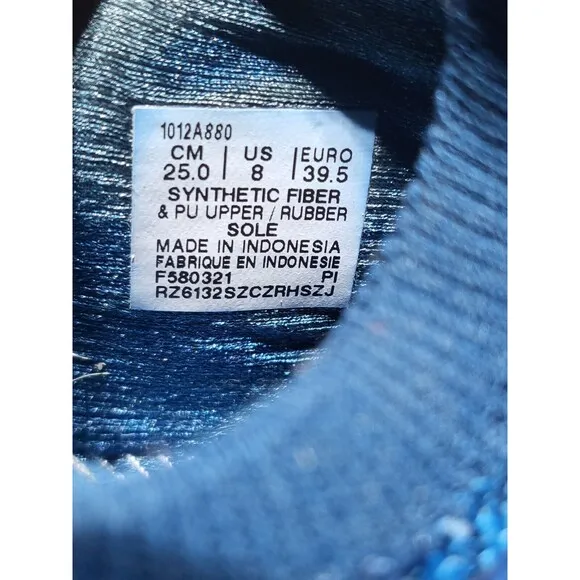 1012A880
CM | US | EURO
25.0 | 8 | 39.5
SYNTHETIC FIBER
& PU UPPER / RUBBER
SOLE
MADE IN INDONESIA
FABRIQUE EN INDONESIE
F580321 PI
RZ6132SZCZRHSZJ